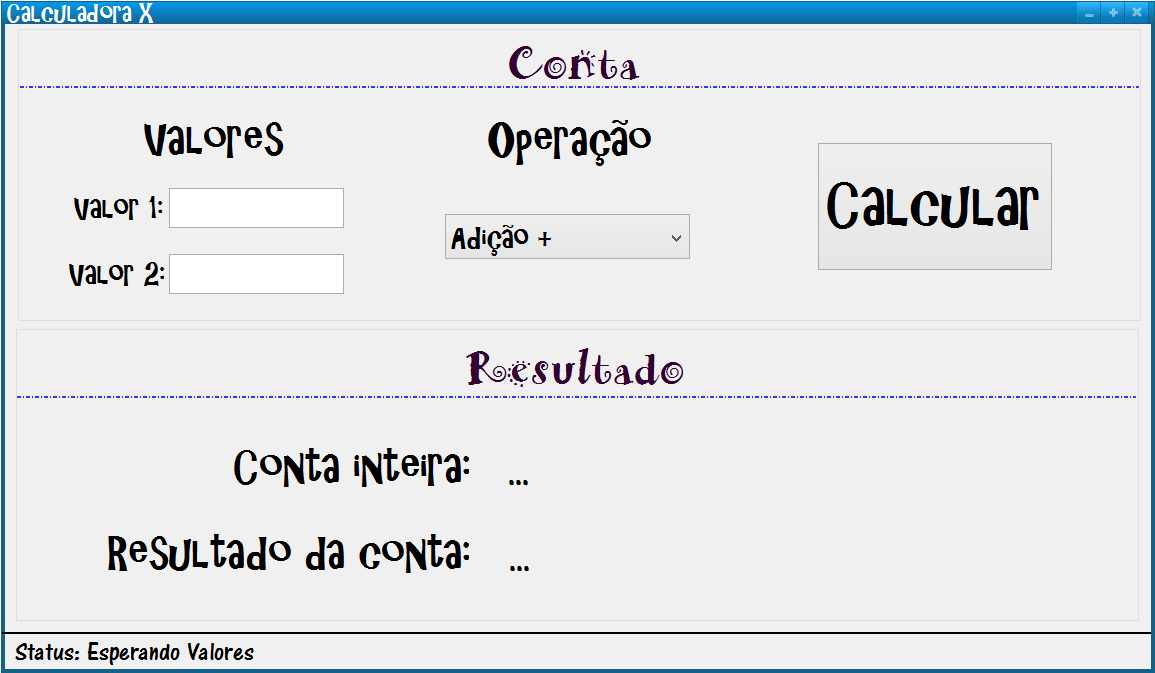 Calculadora X
Conta
Valores
Operação
Valor 1:
Valor 2:
Adição +
Calcular
Resultado
Conta inteira: ...
Resultado da conta: ...
Status: Esperando Valores